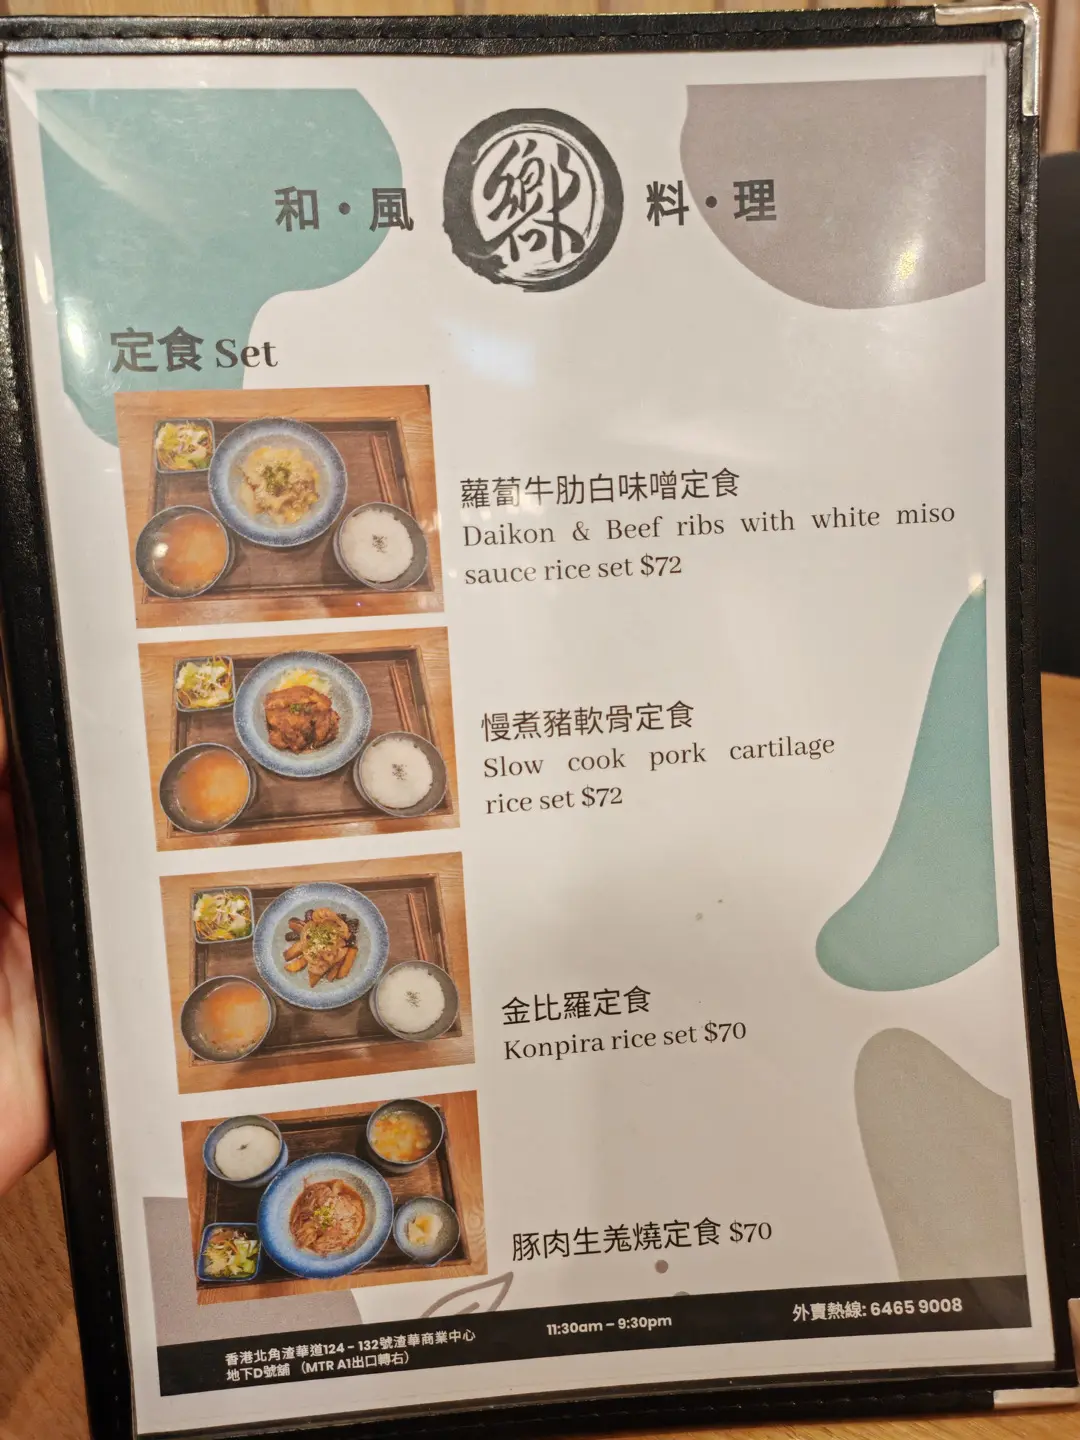 和・風 嚮 料・理
定食 Set
蘿蔔牛肋白味噌定食
Daikon & Beef ribs with white miso
sauce rice set $72
慢煮豬軟骨定食
Slow cook pork cartilage
rice set $72
金比羅定食
Konpira rice set $70
豚肉生羗燒定食 $70
香港北角渣華道124 - 132號渣華商業中心
地下D號舖 （MTR A1出口轉右）
11:30am – 9:30pm
外賣熱線: 6465 9008